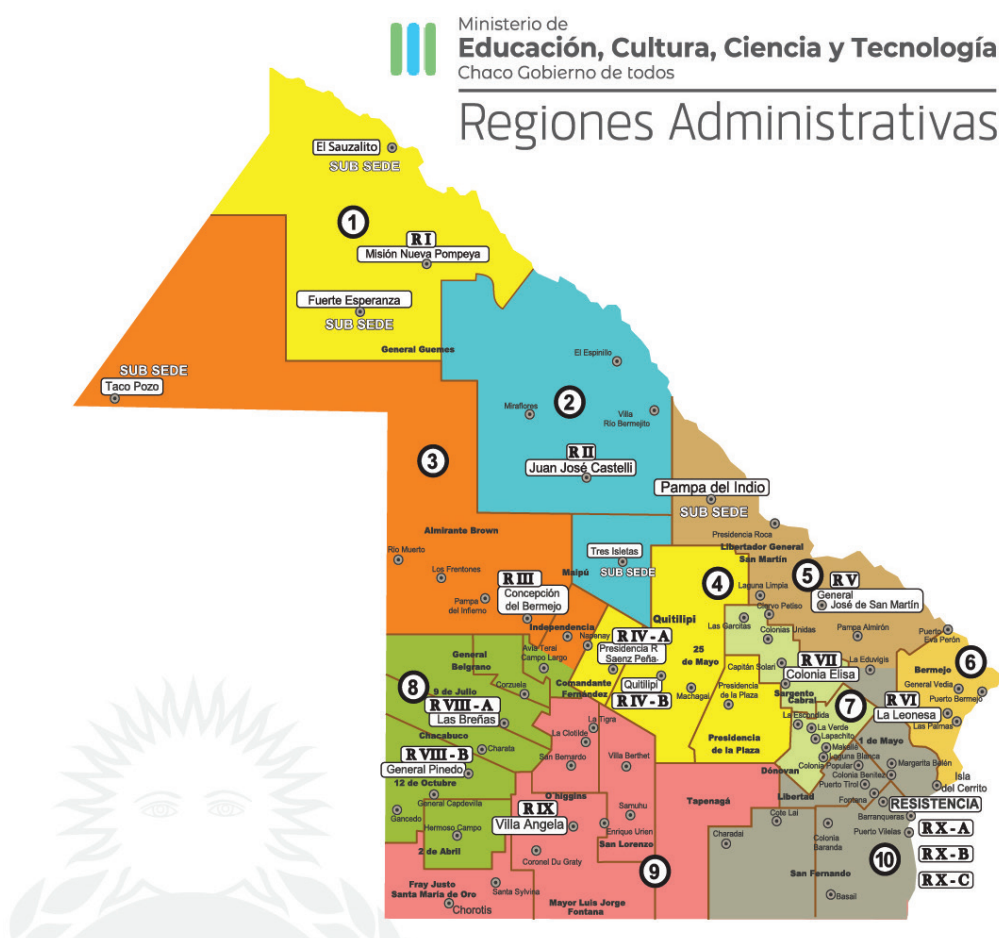 Ministerio de
Educación, Cultura, Ciencia y Tecnología
Chaco Gobierno de todos
Regiones Administrativas
El Sauzalito
SUB SEDE
1
R I
Misión Nueva Pompeya
Fuerte Esperanza
SUB SEDE
General Guemes
SUB SEDE
Taco Pozo
El Espinillo
2
Miraflores
Villa
Río Bermejito
3
R II
Juan José Castelli
Pampa del Indio
SUB SEDE
Presidencia Roca
Almirante Brown
Libertador General
San Martín
Río Muerto
Los Frentones
Tres Isletas
SUB SEDE
Maipú
4
5
R V
General
José de San Martín
Laguna Limpia
R III
Concepción
del Bermejo
Pampa
del Infierno
Ciervo Petiso
Las Garcitas
Quitilipi
Colonias Unidas
Pampa Almirón
Puerto
Eva Perón
Independencia
Napenay
R IV - A
Presidencia R
Saenz Peña
25
de Mayo
Avia Terai
Campo Largo
General
Belgrano
Capitán Solari
R VII
Colonia Elisa
La Eduvigis
Bermejo
6
General Vedia
Puerto Bermejo
Comandante
Fernández
Quitilipi
R IV - B
Machagai
Presidencia
de la Plaza
Sargento
Cabral
8
9 de Julio
Corzuela
R VIII - A
Las Breñas
7
R VI
La Leonesa
Las Palmas
La Tigra
La Clotilde
La Escondida
La Verde
Lapachito
Makallé
1 de Mayo
Chacabuco
Charata
R VIII - B
General Pinedo
Presidencia
de la Plaza
Laguna Blanca
Colonia Popular
Margarita Belén
San Bernardo
Villa Berthet
Dónovan
Colonia Benítez
Puerto Tirol
Isla
del Cerrito
12 de Octubre
General Capdevila
O higgins
Tapenagá
Libertad
Fontana
RESISTENCIA
Gancedo
Hermoso Campo
R IX
Villa Angela
Samuhu
Enrique Urien
Cote Lai
Colonia
Baranda
Barranqueras
Puerto Vilelas
RX - A
2 de Abril
Coronel Du Graty
San Lorenzo
Charadai
RX - B
9
10
San Fernando
RX - C
Fray Justo
Santa María de Oro
Santa Sylvina
Chorotis
Mayor Luis Jorge
Fontana
Basail